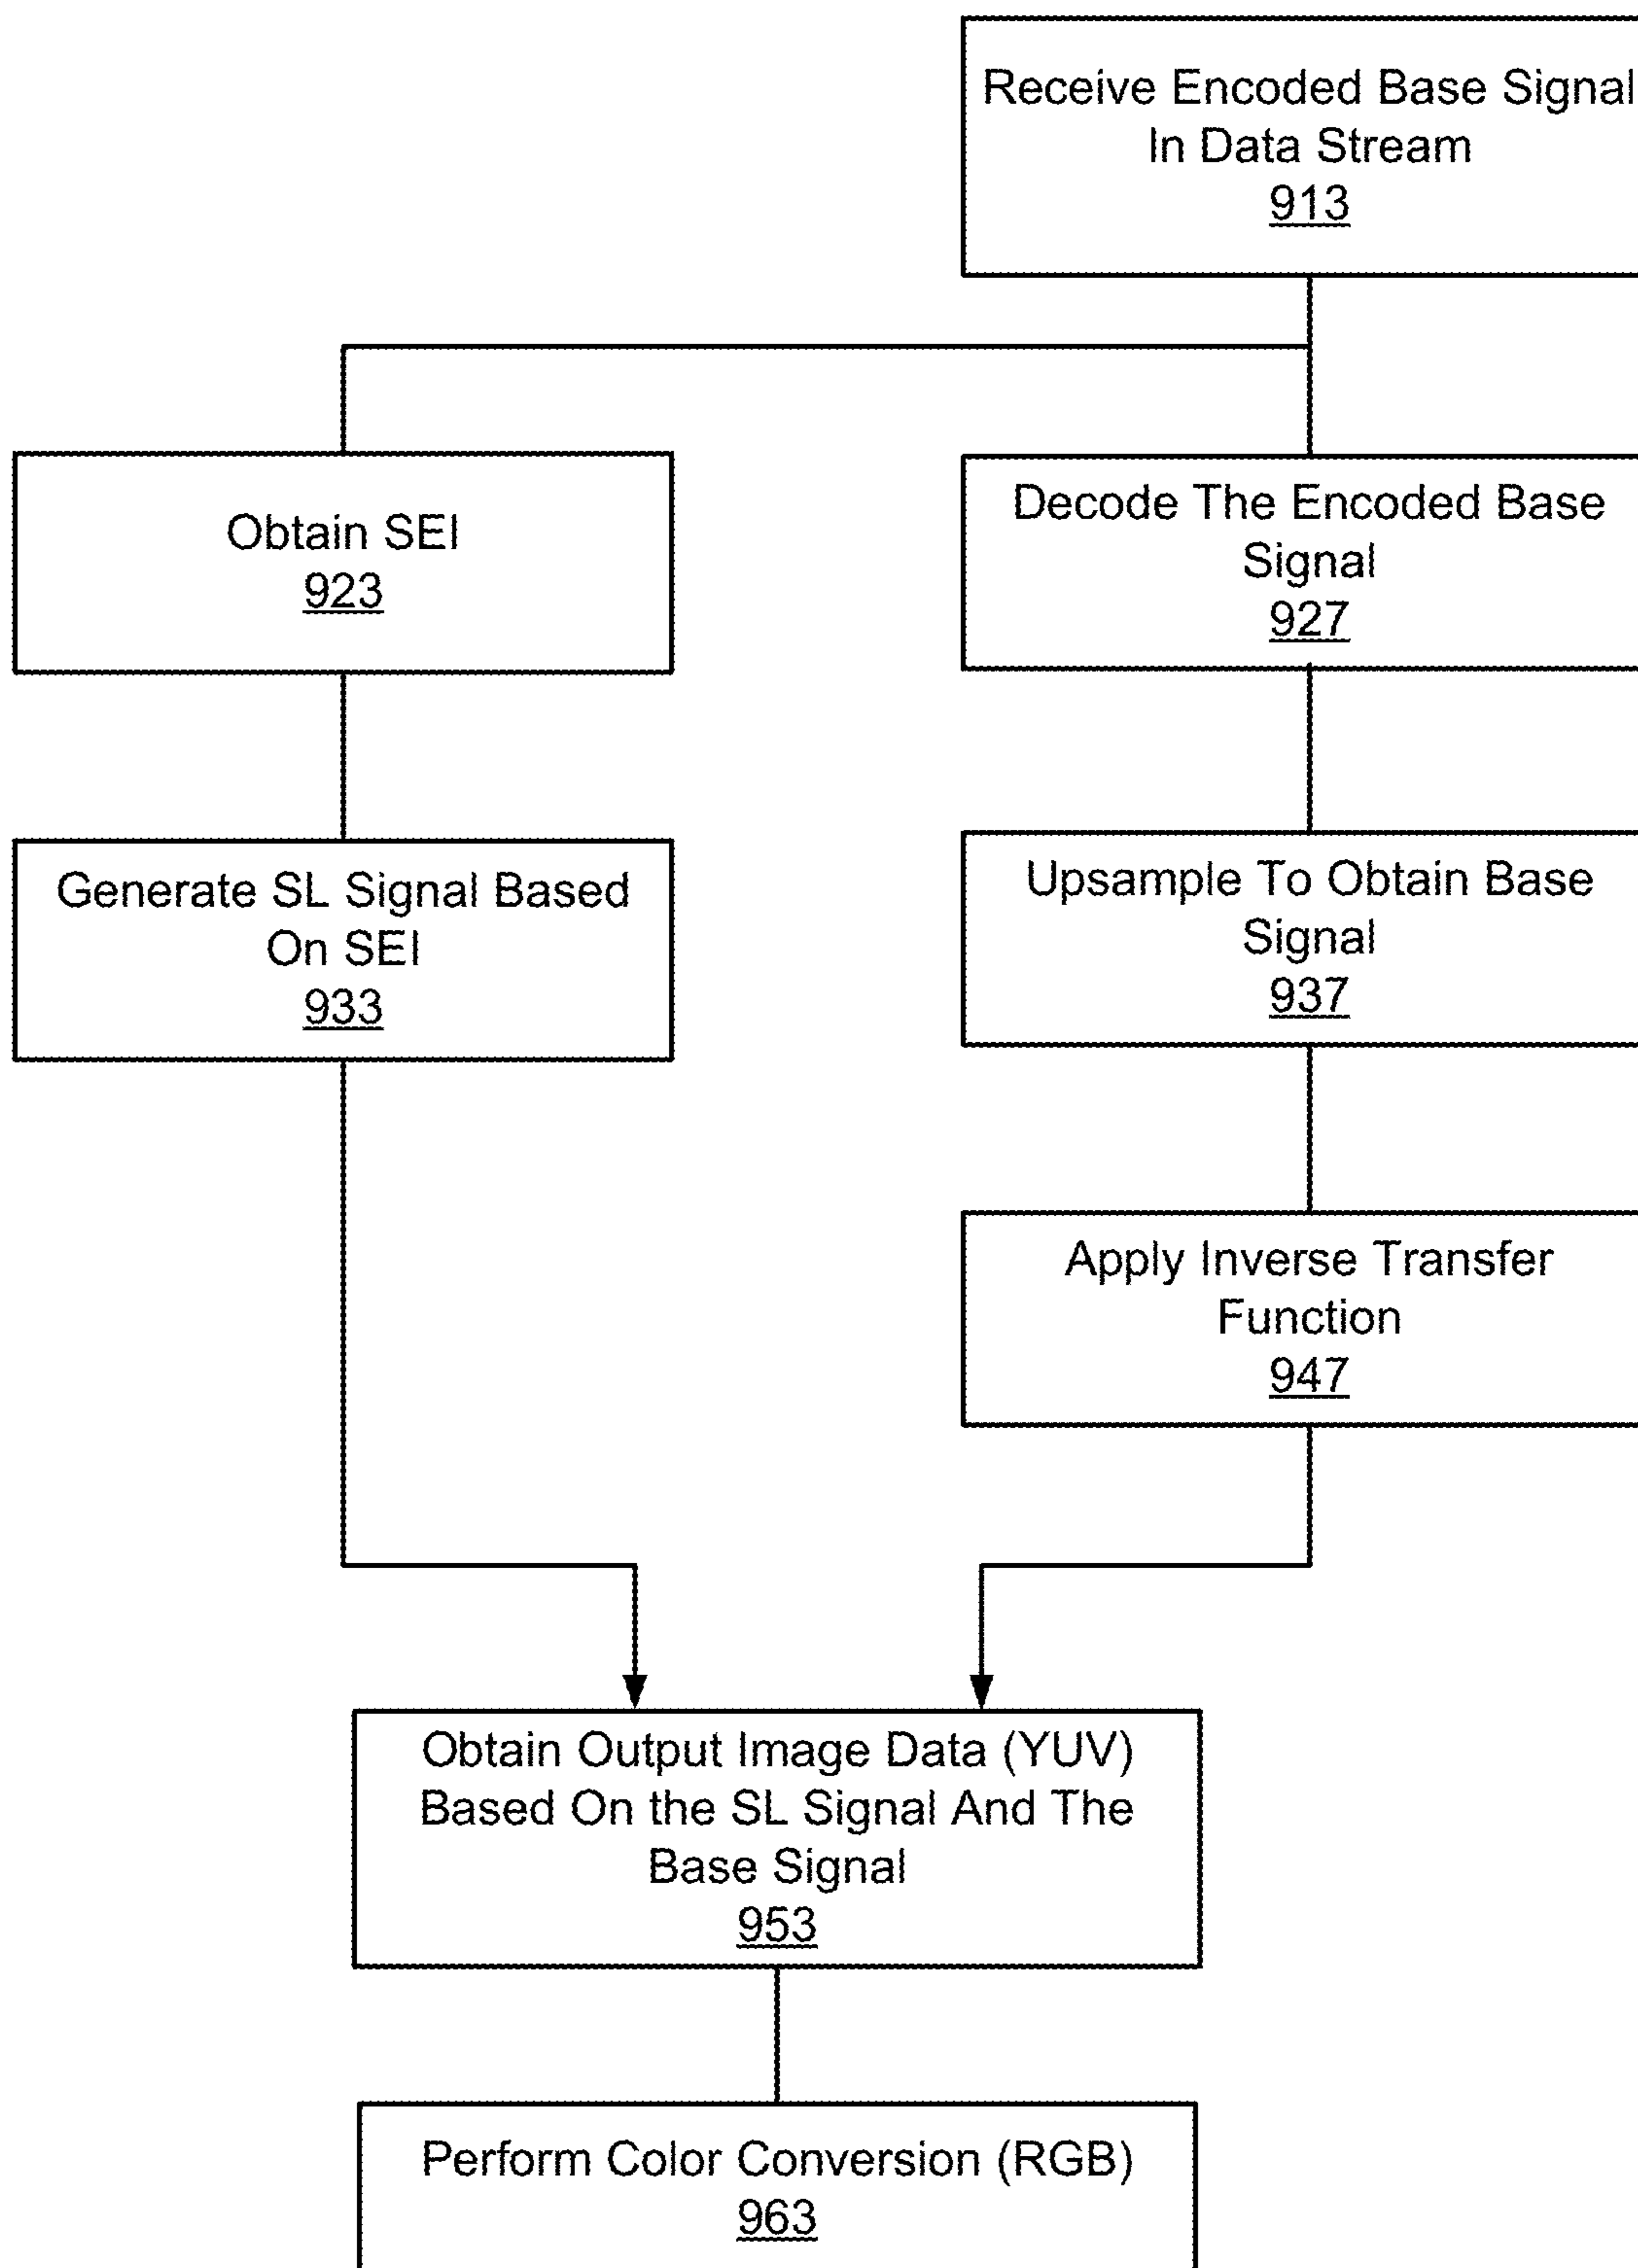 Receive Encoded Base Signal
In Data Stream
913
Obtain SEI
923
Decode The Encoded Base
Signal
927
Generate SL Signal Based
On SEI
933
Upsample To Obtain Base
Signal
937
Apply Inverse Transfer
Function
947
Obtain Output Image Data (YUV)
Based On the SL Signal And The
Base Signal
953
Perform Color Conversion (RGB)
963